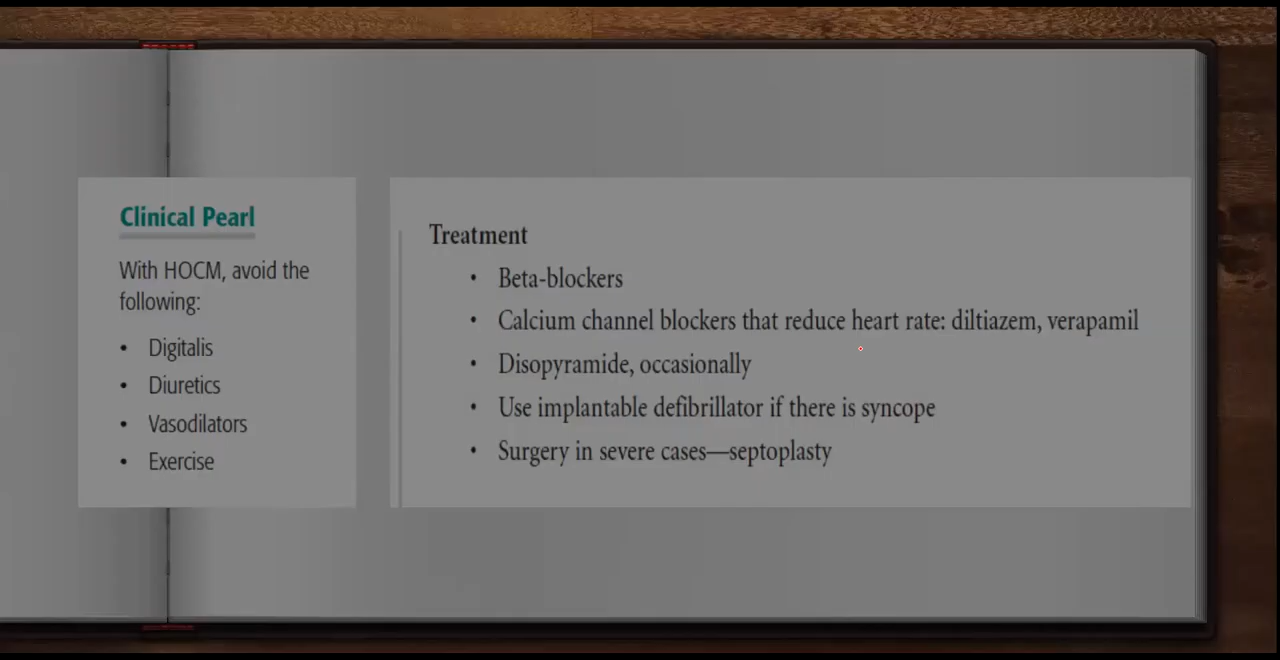 Clinical Pearl
With HOCM, avoid the
following:
• Digitalis
• Diuretics
• Vasodilators
• Exercise
Treatment
• Beta-blockers
• Calcium channel blockers that reduce heart rate: diltiazem, verapamil
• Disopyramide, occasionally
• Use implantable defibrillator if there is syncope
• Surgery in severe cases—septoplasty